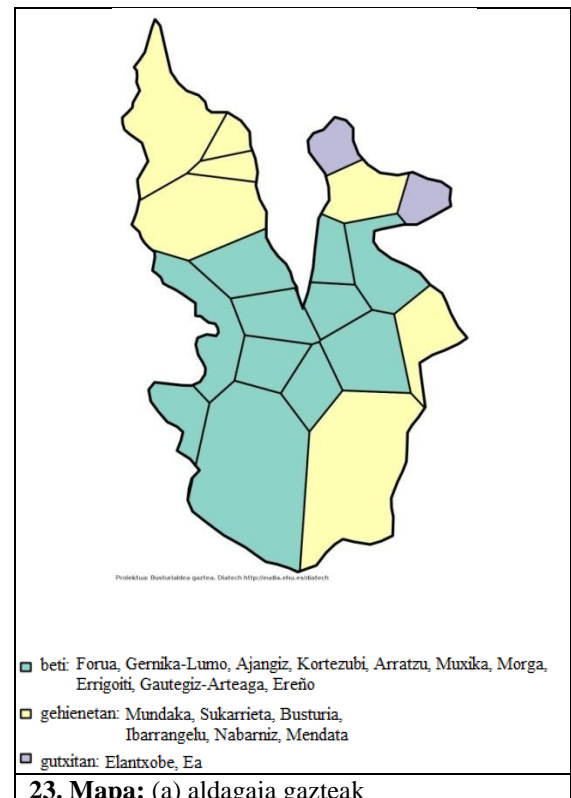 Proiektua: Busturialdea gaztea. Diatech http://eudia.ehu.es/diatech
beti: Forua, Gernika-Lumo, Ajangiz, Kortezubi, Arratzu, Muxika, Morga,
Errigoiti, Gautegiz-Arteaga, Ereño
gehienetan: Mundaka, Sukarrieta, Busturia,
Ibarrangelu, Nabarniz, Mendata
gutxitan: Elantxobe, Ea
23. Mapa: (a) aldagaia gazteak